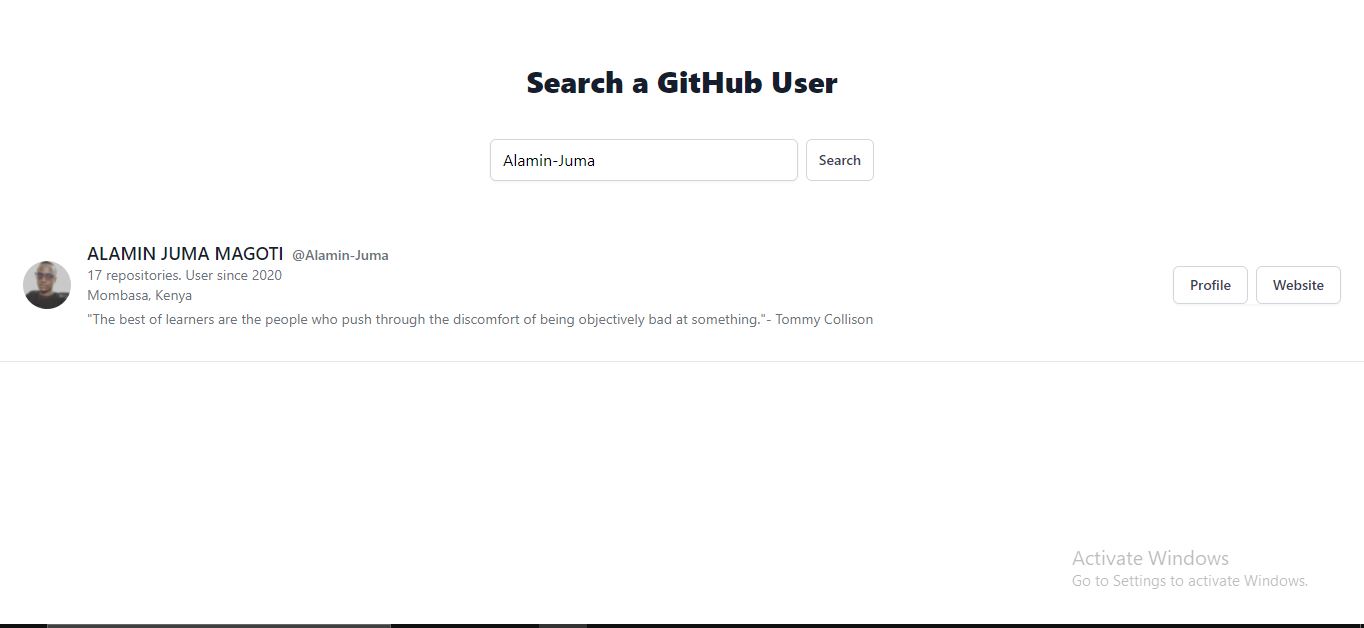 Search a GitHub User
Alamin-Juma
Search
ALAMIN JUMA MAGOTI @Alamin-Juma
17 repositories. User since 2020
Mombasa, Kenya
"The best of learners are the people who push through the discomfort of being objectively bad at something."- Tommy Collison
Profile
Website
Activate Windows
Go to Settings to activate Windows.